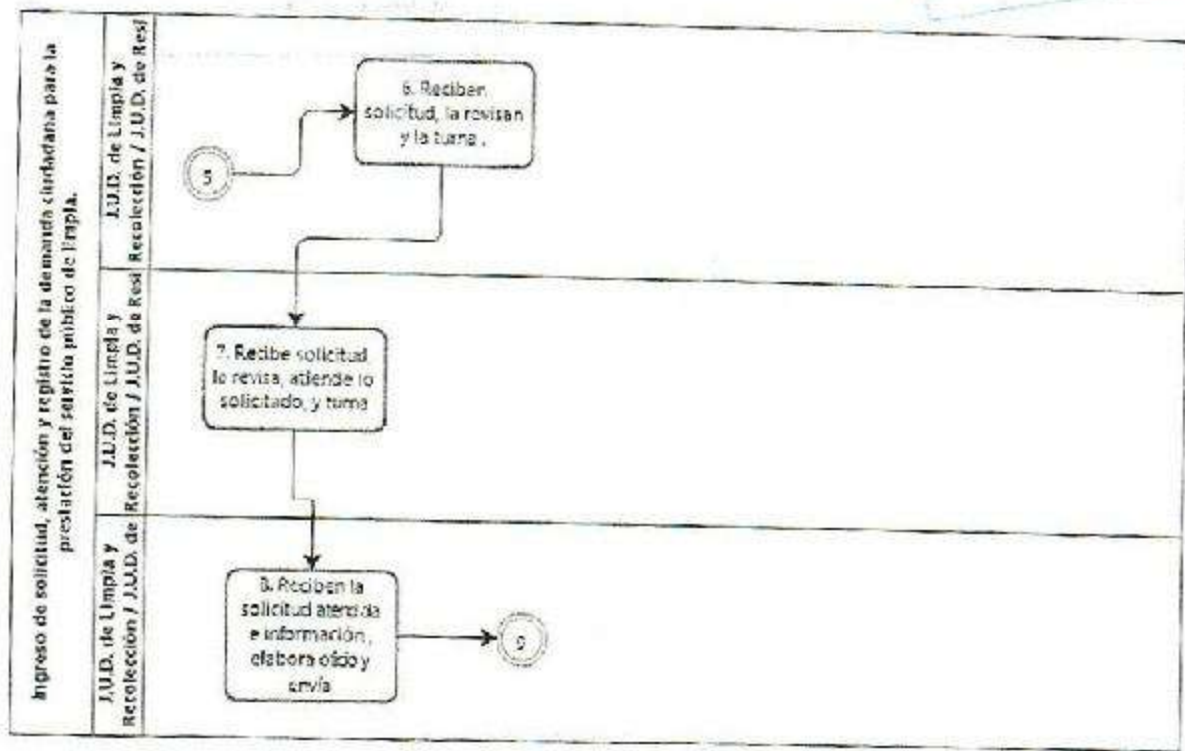 Ingreso de solicitud, atención y registro de la demanda ciudadana para la
prestación del servicio público de limpia.
J.U.D. de Limpia y
Recolección / J.U.D. de Resi
5
6. Reciben
solicitud, la revisan
y la turna .
J.U.D. de Limpia y
Recolección / J.U.D. de Resi
7. Recibe solicitud
la revisa, atiende lo
solicitado, y turna
J.U.D. de Limpia y
Recolección / J.U.D. de
8. Reciben la
solicitud atendida
e información,
elabora oficio y
envía
9